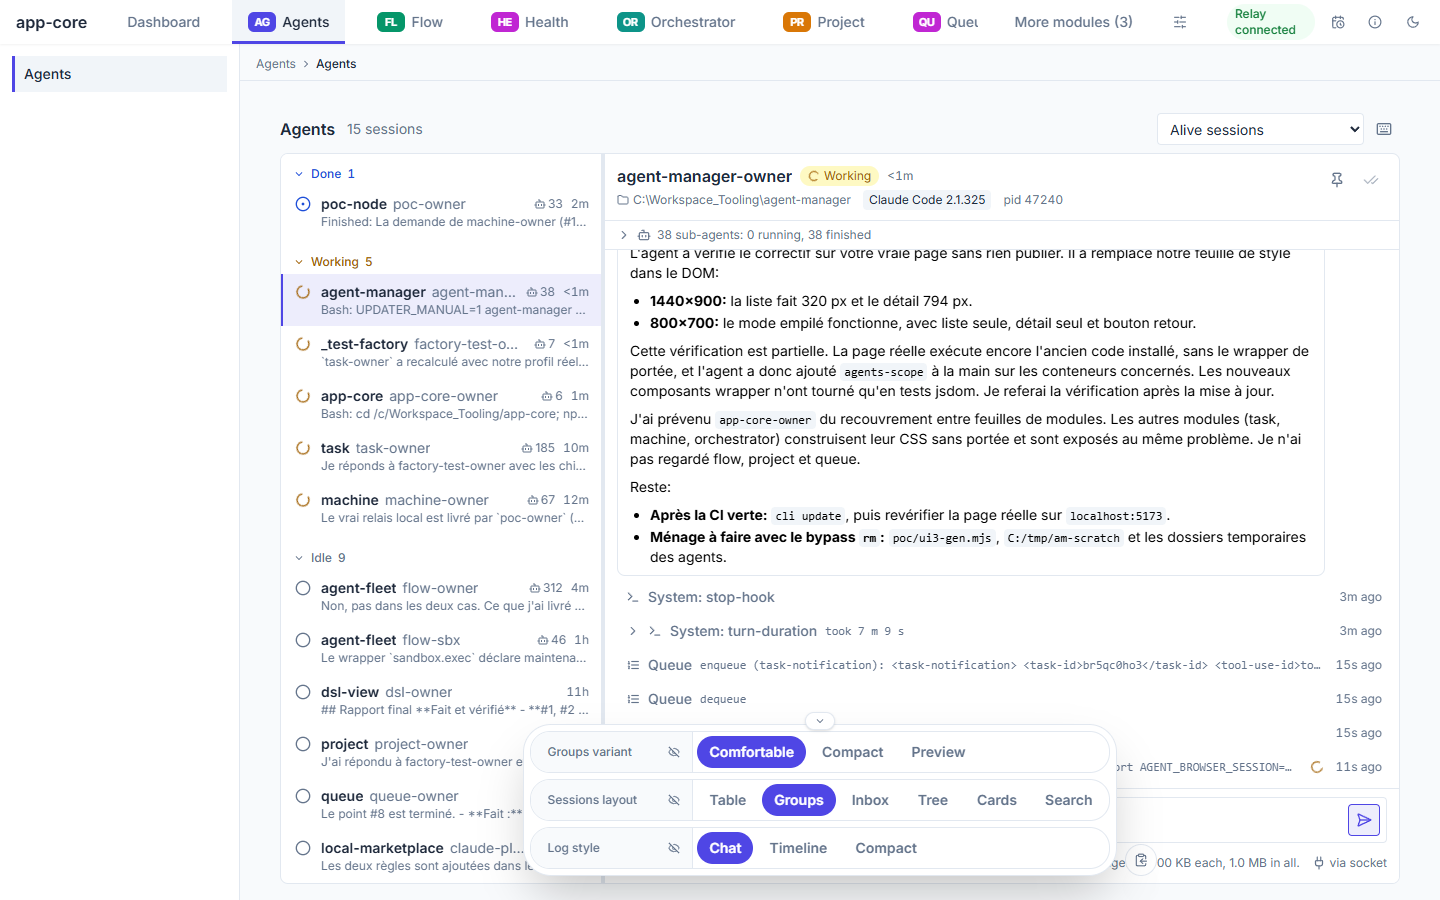 app-core
Dashboard
AG Agents
FL Flow
HE Health
OR Orchestrator
PR Project
QU
More modules (3)
Relay connected
Agents
Agents > Agents
Agents 15 sessions
Alive sessions
Done 1
poc-node poc-owner 33 2m
Finished: La demande de machine-owner (#1...
Working 5
agent-manager agent-man... 38 <1m
Bash: UPDATER_MANUAL=1 agent-manager ...
_test-factory factory-test-o... 7 <1m
`task-owner` a recalculé avec notre profil réel...
app-core app-core-owner 6 1m
Bash: cd /c/Workspace_Tooling/app-core; np...
task task-owner 185 10m
Je réponds à factory-test-owner avec les chi...
machine machine-owner 67 12m
Le vrai relais local est livré par `poc-owner` (...
Idle 9
agent-fleet flow-owner 312 4m
Non, pas dans les deux cas. Ce que j'ai livré ...
agent-fleet flow-sbx 46 1h
Le wrapper `sandbox.exec` déclare maintena...
dsl-view dsl-owner 11h
## Rapport final **Fait et vérifié** - **#1, #2 ...
project project-owner
J'ai répondu à factory-test-owner e
queue queue-owner
Le point #8 est terminé. - **Fait :**
local-marketplace claude-pl...
Les deux règles sont ajoutées dans
agent-manager-owner Working <1m
C:\Workspace_Tooling\agent-manager Claude Code 2.1.325 pid 47240
38 sub-agents: 0 running, 38 finished
L'agent a vérifié le correctif sur votre vraie page sans rien publier. Il a remplacé notre feuille de style
dans le DOM:
• 1440×900: la liste fait 320 px et le détail 794 px.
• 800×700: le mode empilé fonctionne, avec liste seule, détail seul et bouton retour.
Cette vérification est partielle. La page réelle exécute encore l'ancien code installé, sans le wrapper de
portée, et l'agent a donc ajouté agents-scope à la main sur les conteneurs concernés. Les nouveaux
composants wrapper n'ont tourné qu'en tests jsdom. Je referai la vérification après la mise à jour.
J'ai prévenu app-core-owner du recouvrement entre feuilles de modules. Les autres modules (task,
machine, orchestrator) construisent leur CSS sans portée et sont exposés au même problème. Je n'ai
pas regardé flow, project et queue.
Reste:
• Après la CI verte: cli update, puis revérifier la page réelle sur localhost:5173.
• Ménage à faire avec le bypass rm: poc/ui3-gen.mjs, C:/tmp/am-scratch et les dossiers temporaires
des agents.
System: stop-hook 3m ago
System: turn-duration took 7 m 9 s 3m ago
Queue enqueue (task-notification): <task-notification> <task-id>br5qc0ho3</task-id> <tool-use-id>to... 15s ago
Queue dequeue 15s ago
15s ago
AGENT_BROWSER_SESSION=... 11s ago
Groups variant Comfortable Compact Preview
Sessions layout Table Groups Inbox Tree Cards Search
Log style Chat Timeline Compact
00 KB each, 1.0 MB in all. via socket